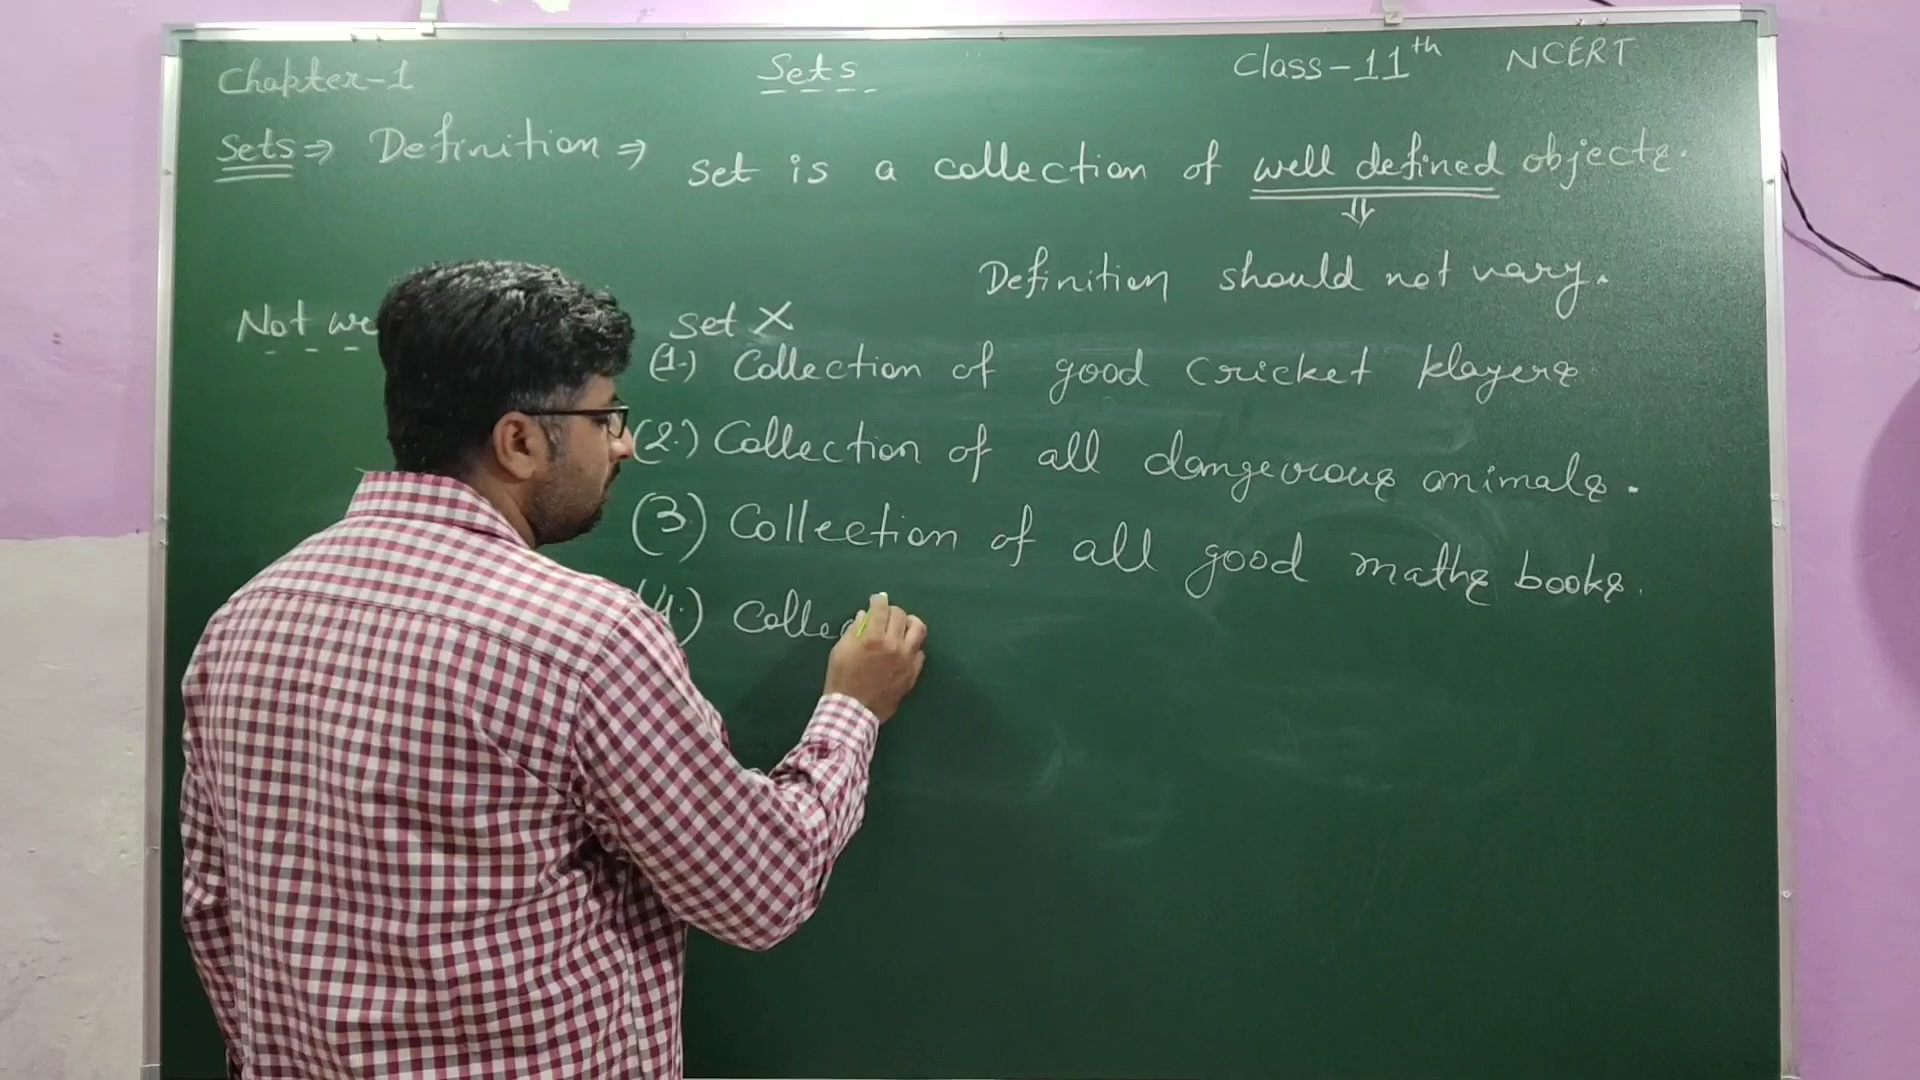 Chapter-1 Sets Class-11th NCERT
Sets ⇒ Definition ⇒ set is a collection of well defined objects.
⇓
Definition should not vary.
Not set X
(1.) Collection of good cricket players
(2.) Collection of all dangerous animals.
(3) Collection of all good maths books.
(4.)